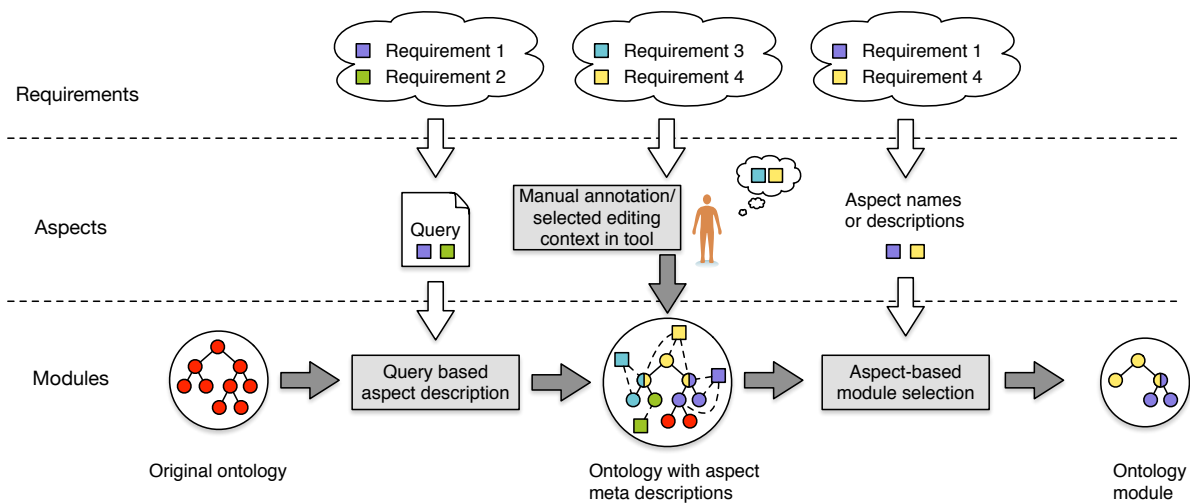 Requirements
Requirement 1
Requirement 2
Requirement 3
Requirement 4
Requirement 1
Requirement 4
Aspects
Query
Manual annotation/
selected editing
context in tool
Aspect names
or descriptions
Modules
Query based
aspect description
Aspect-based
module selection
Original ontology
Ontology with aspect
meta descriptions
Ontology
module